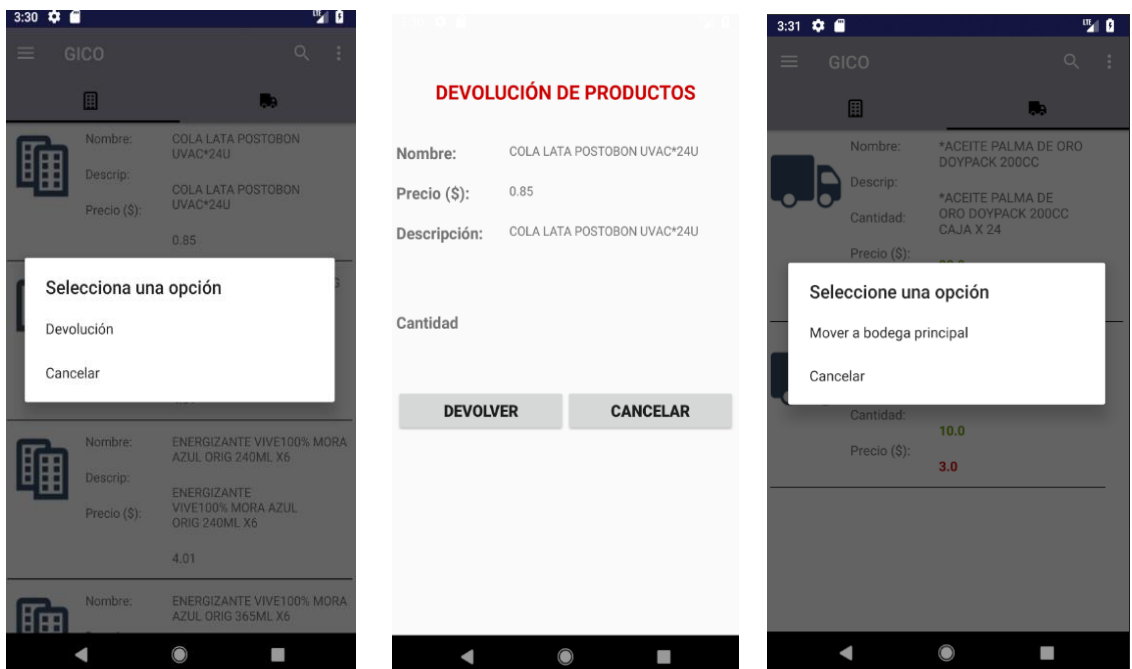 3:30
LTE
GICO
Nombre:
COLA LATA POSTOBON
UVAC*24U
Descrip:
COLA LATA POSTOBON
UVAC*24U
Precio ($):
0.85
Selecciona una opción
Devolución
Cancelar
Nombre:
ENERGIZANTE VIVE100% MORA
AZUL ORIG 240ML X6
Descrip:
ENERGIZANTE
VIVE100% MORA AZUL
ORIG 240ML X6
Precio ($):
4.01
Nombre:
ENERGIZANTE VIVE100% MORA
AZUL ORIG 365ML X6
DEVOLUCIÓN DE PRODUCTOS
Nombre: COLA LATA POSTOBON UVAC*24U
Precio ($): 0.85
Descripción: COLA LATA POSTOBON UVAC*24U
Cantidad
DEVOLVER CANCELAR
3:31
LTE
GICO
Nombre:
*ACEITE PALMA DE ORO
DOYPACK 200CC
Descrip:
*ACEITE PALMA DE
ORO DOYPACK 200CC
CAJA X 24
Cantidad:
Precio ($):
Seleccione una opción
Mover a bodega principal
Cancelar
Cantidad:
10.0
Precio ($):
3.0